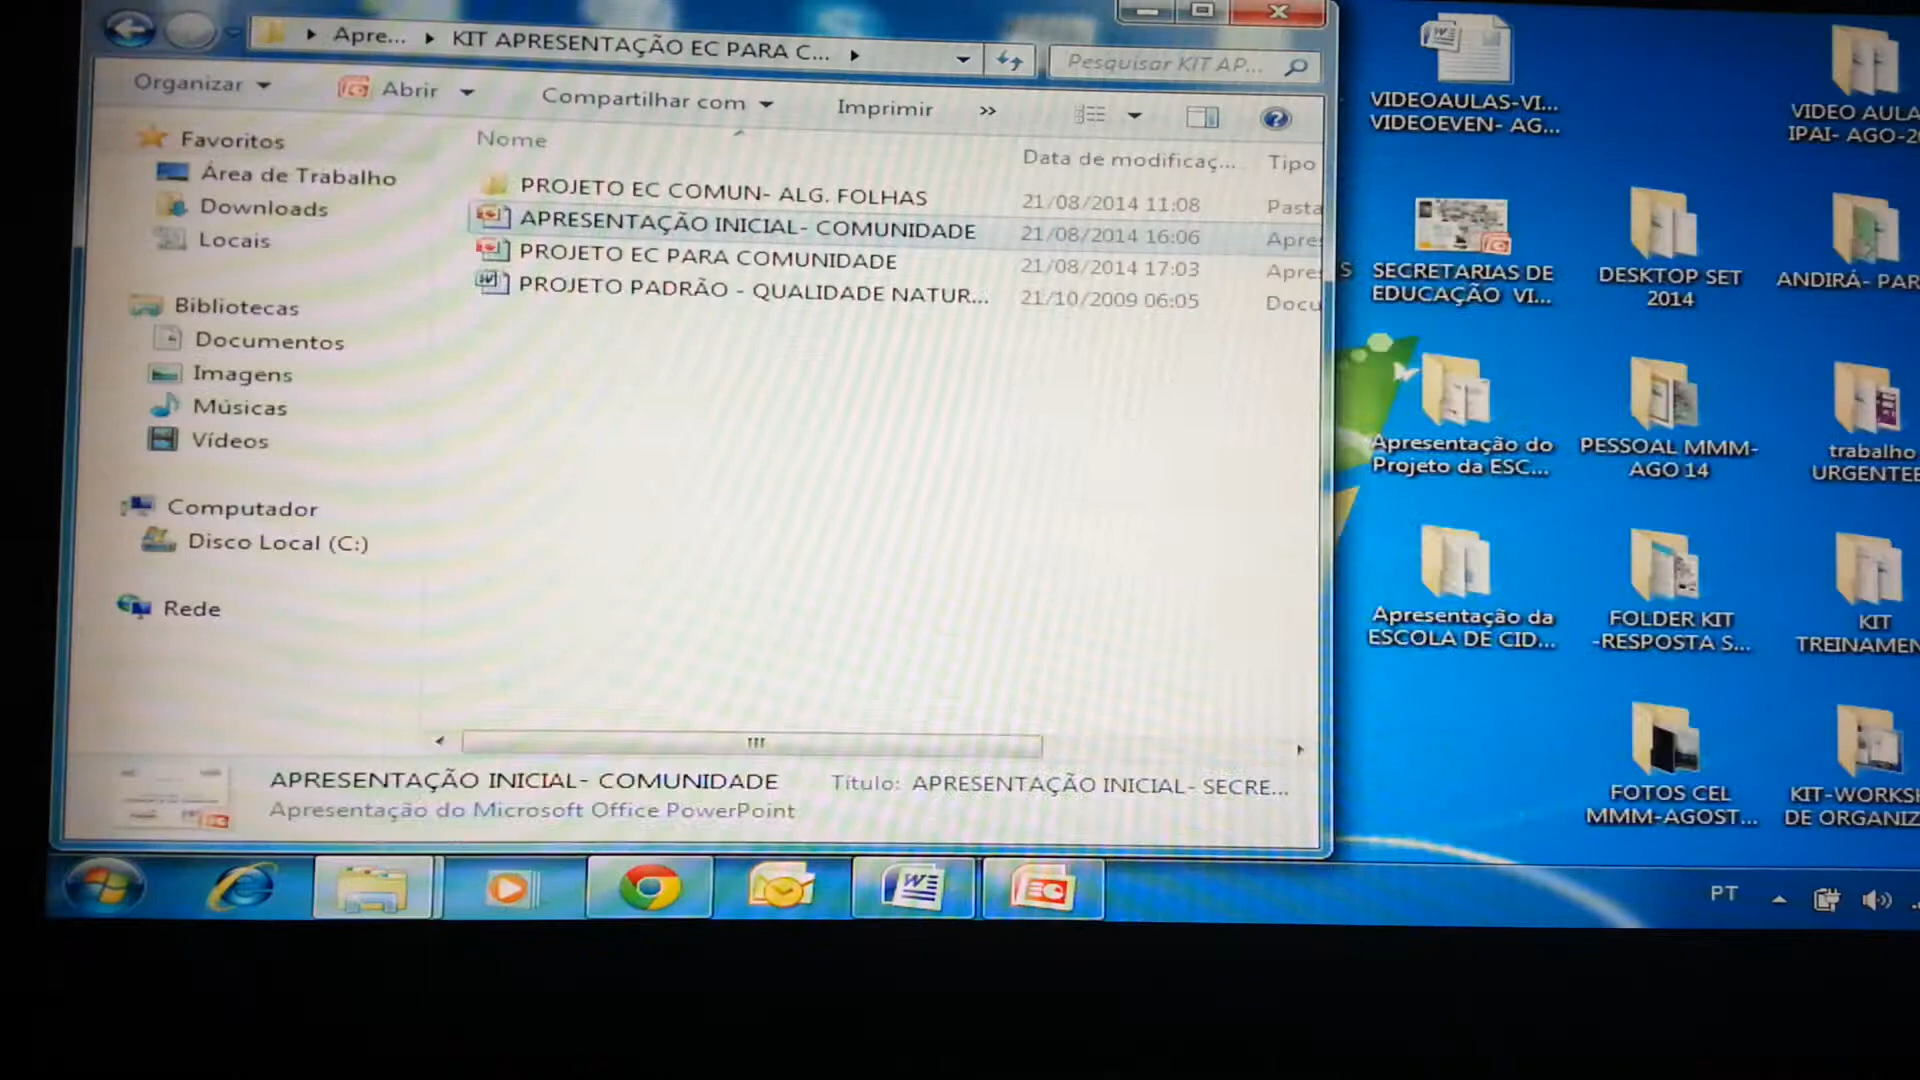 Apre... ▸ KIT APRESENTAÇÃO EC PARA C... ▸
Pesquisar KIT AP...
Organizar
Abrir
Compartilhar com
Imprimir
»
Nome
Data de modificaç...
Tipo
Favoritos
Área de Trabalho
Downloads
Locais
Bibliotecas
Documentos
Imagens
Músicas
Vídeos
Computador
Disco Local (C:)
Rede
PROJETO EC COMUN- ALG. FOLHAS 21/08/2014 11:08 Pasta
APRESENTAÇÃO INICIAL- COMUNIDADE 21/08/2014 16:06 Apres
PROJETO EC PARA COMUNIDADE 21/08/2014 17:03 Apres
PROJETO PADRÃO - QUALIDADE NATUR... 21/10/2009 06:05 Docu
APRESENTAÇÃO INICIAL- COMUNIDADE
Título: APRESENTAÇÃO INICIAL- SECRE...
Apresentação do Microsoft Office PowerPoint
VIDEOAULAS-VI...
VIDEOEVEN- AG...
VIDEO AULA
IPAI- AGO-2
S
SECRETARIAS DE
EDUCAÇÃO VI...
DESKTOP SET
2014
ANDIRÁ- PAR
Apresentação do
Projeto da ESC...
PESSOAL MMM-
AGO 14
trabalho
URGENTEE
Apresentação da
ESCOLA DE CID...
FOLDER KIT
-RESPOSTA S...
KIT
TREINAMEN
FOTOS CEL
MMM-AGOST...
KIT-WORKSH
DE ORGANIZ
PT